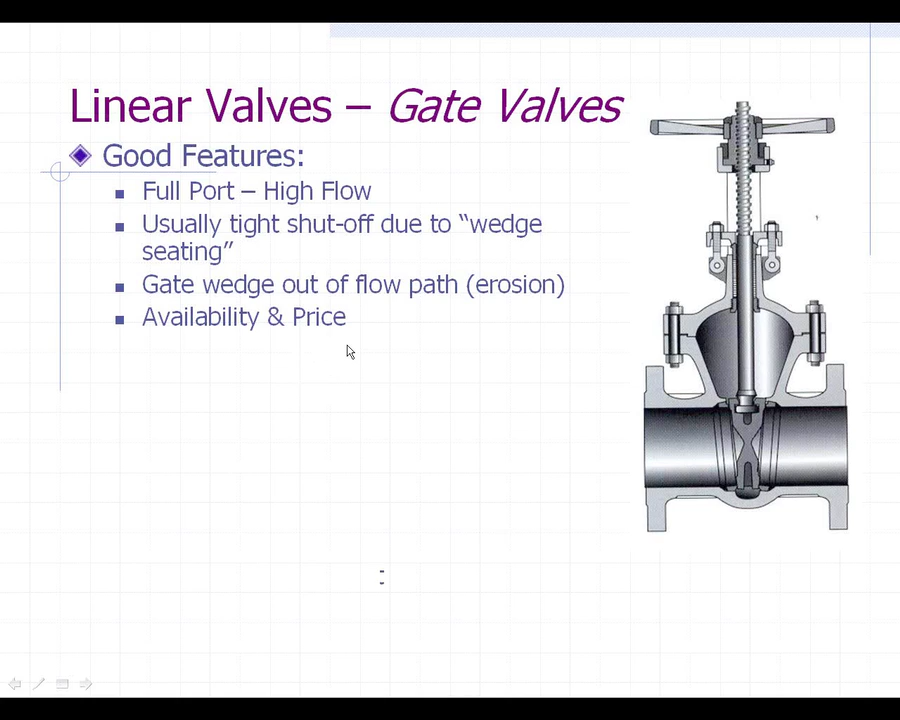 Linear Valves – Gate Valves
Good Features:
Full Port – High Flow
Usually tight shut-off due to “wedge
seating”
Gate wedge out of flow path (erosion)
Availability & Price